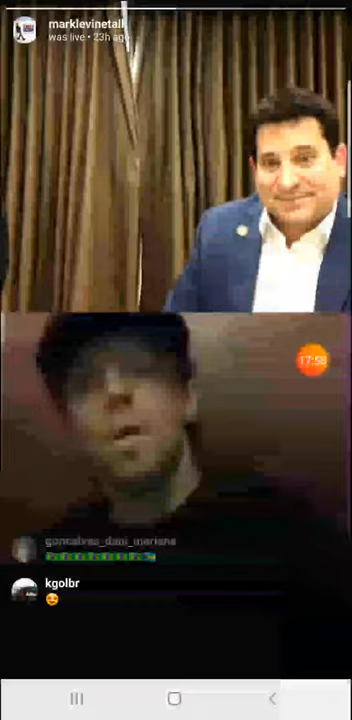 marklevinetall
was live • 23h ago
17:58
goncalves_dani_mariana
kgolbr